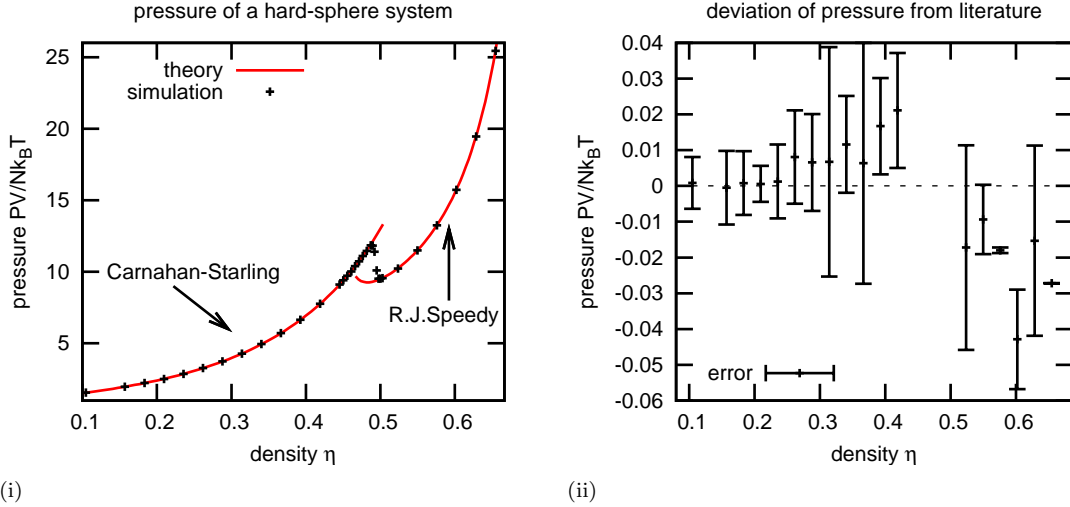 pressure of a hard-sphere system
pressure PV/NkBT
25
20
15
10
5
theory
simulation
Carnahan-Starling
R.J.Speedy
0.1 0.2 0.3 0.4 0.5 0.6
density η
(i)
deviation of pressure from literature
pressure PV/NkBT
0.04
0.03
0.02
0.01
0
-0.01
-0.02
-0.03
-0.04
-0.05
-0.06
error
0.1 0.2 0.3 0.4 0.5 0.6
density η
(ii)